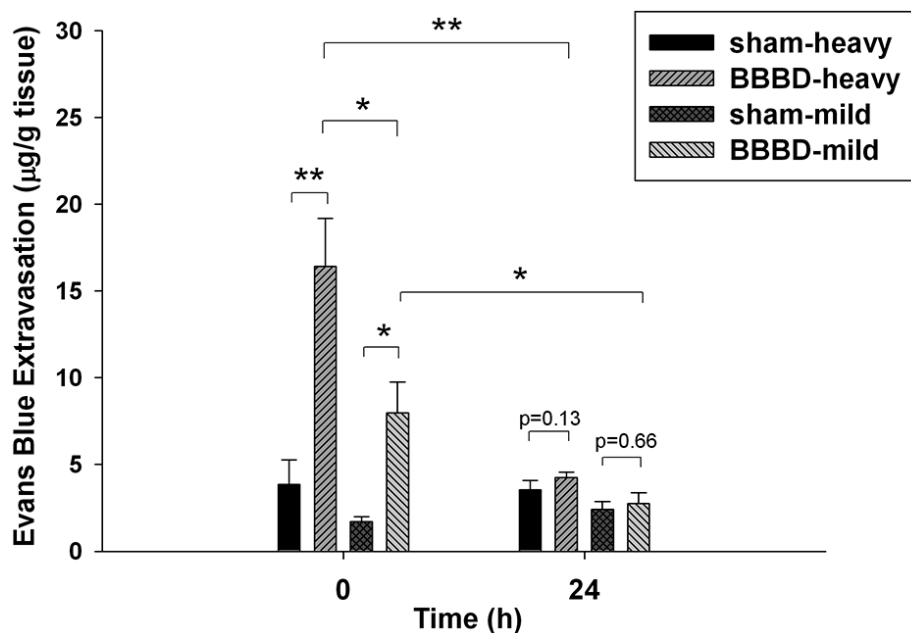 Evans Blue Extravasation (µg/g tissue)
30
25
20
15
10
5
0
**
*
**
*
*
p=0.13
p=0.66
sham-heavy
BBBD-heavy
sham-mild
BBBD-mild
0
24
Time (h)